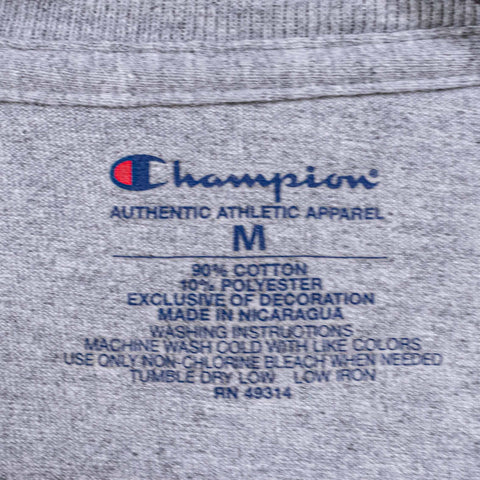 Champion
AUTHENTIC ATHLETIC APPAREL
M
90% COTTON
10% POLYESTER
EXCLUSIVE OF DECORATION
MADE IN NICARAGUA
WASHING INSTRUCTIONS
MACHINE WASH COLD WITH LIKE COLORS
USE ONLY NON-CHLORINE BLEACH WHEN NEEDED
TUMBLE DRY LOW LOW IRON
RN 49314